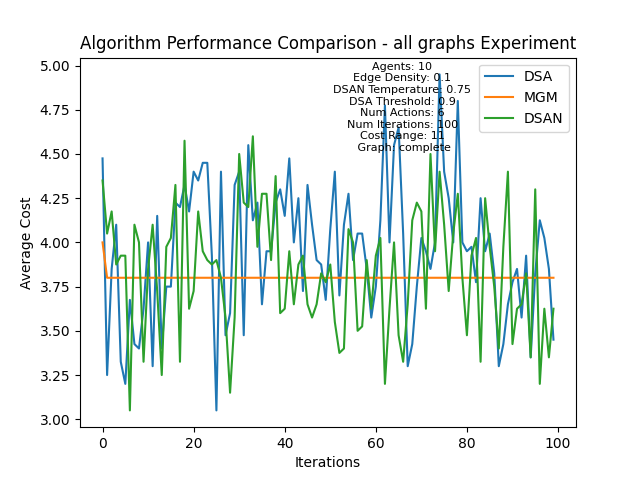 Algorithm Performance Comparison - all graphs Experiment
Agents: 10
Edge Density: 0.1
DSAN Temperature: 0.75
DSA Threshold: 0.9
Num Actions: 6
Num Iterations: 100
Cost Range: 11
Graph: complete
DSA
MGM
DSAN
5.00
4.75
4.50
4.25
4.00
3.75
3.50
3.25
3.00
Average Cost
0
20
40
60
80
100
Iterations